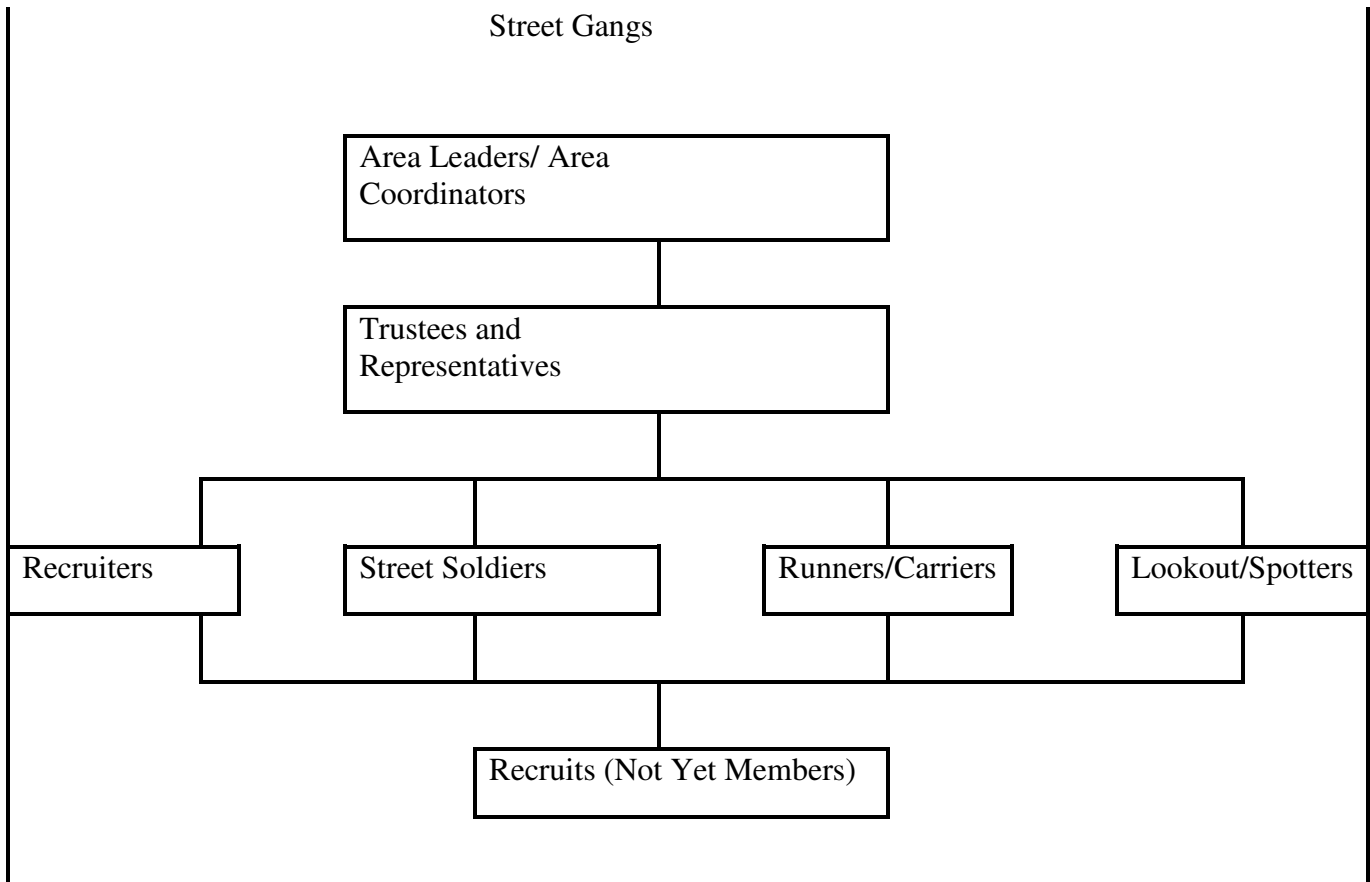 Street Gangs
Area Leaders/ Area
Coordinators
Trustees and
Representatives
Recruiters
Street Soldiers
Runners/Carriers
Lookout/Spotters
Recruits (Not Yet Members)